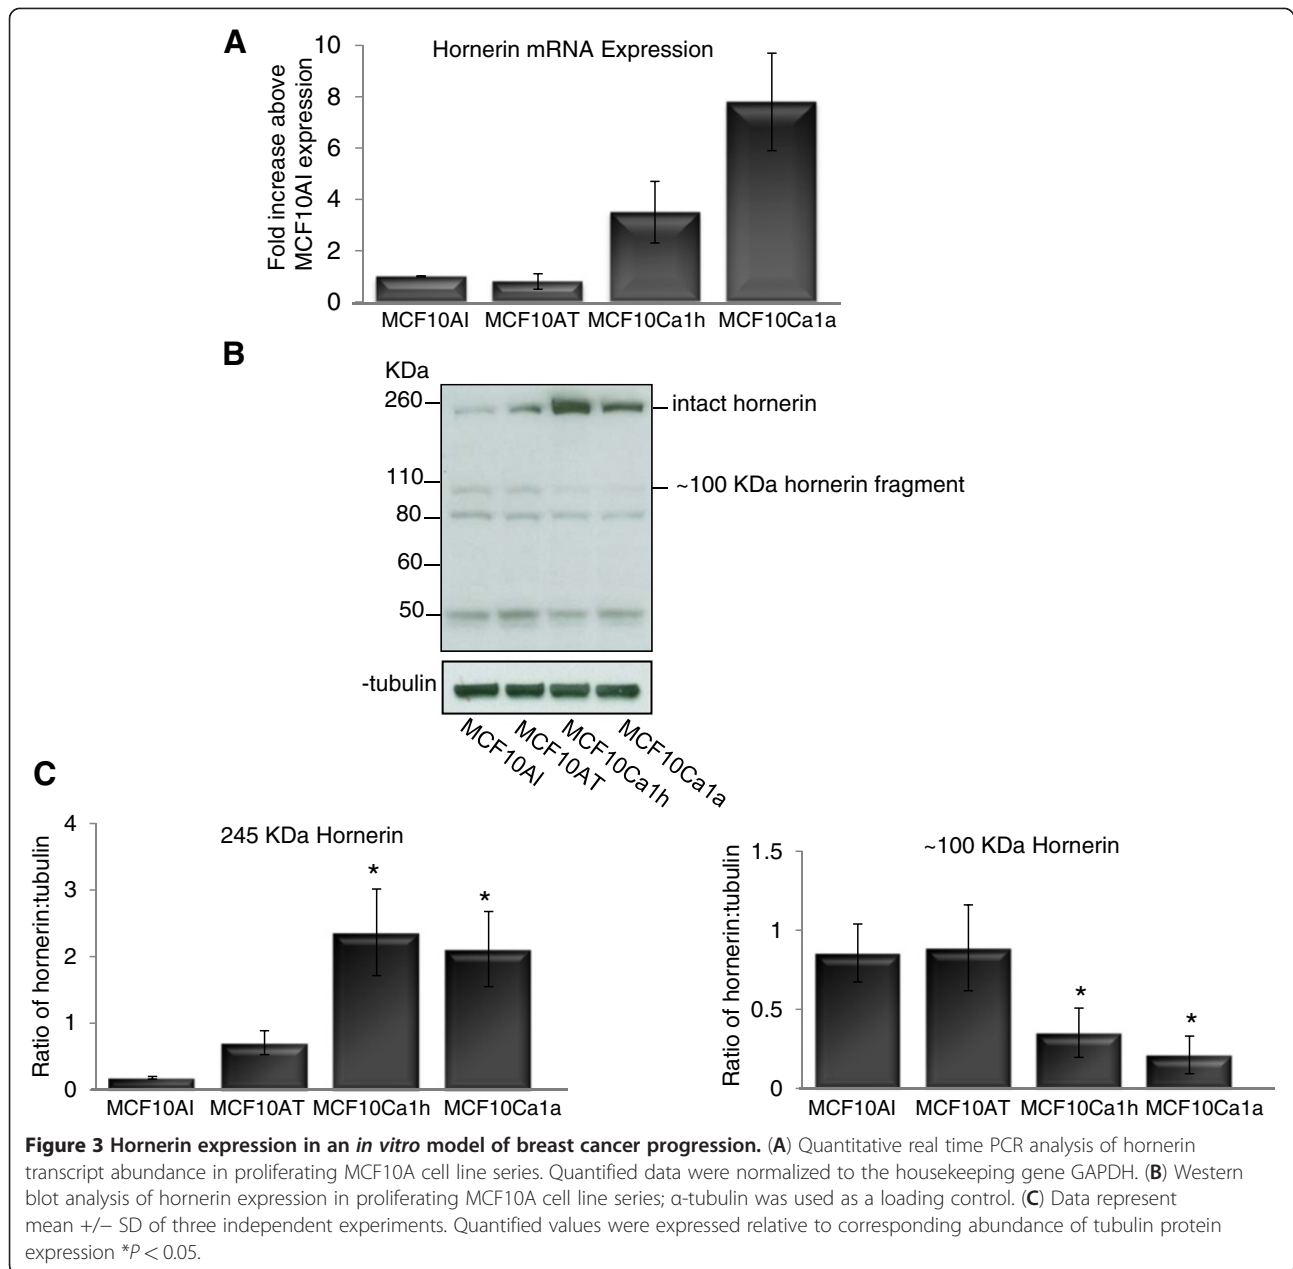 A
Hornerin mRNA Expression
Fold increase above
MCF10AI expression
10
8
6
4
2
0
MCF10AI MCF10AT MCF10Ca1h MCF10Ca1a
B
KDa
260
110
80
60
50
intact hornerin
~100 KDa hornerin fragment
-tubulin
MCF10AI
MCF10AT
MCF10Ca1h
MCF10Ca1a
C
245 KDa Hornerin
Ratio of hornerin:tubulin
4
3
2
1
0
* *
MCF10AI MCF10AT MCF10Ca1h MCF10Ca1a
~100 KDa Hornerin
Ratio of hornerin:tubulin
1.5
1
0.5
0
* *
MCF10AI MCF10AT MCF10Ca1h MCF10Ca1a
Figure 3 Hornerin expression in an in vitro model of breast cancer progression. (A) Quantitative real time PCR analysis of hornerin
transcript abundance in proliferating MCF10A cell line series. Quantified data were normalized to the housekeeping gene GAPDH. (B) Western
blot analysis of hornerin expression in proliferating MCF10A cell line series; α-tubulin was used as a loading control. (C) Data represent
mean +/− SD of three independent experiments. Quantified values were expressed relative to corresponding abundance of tubulin protein
expression *P < 0.05.